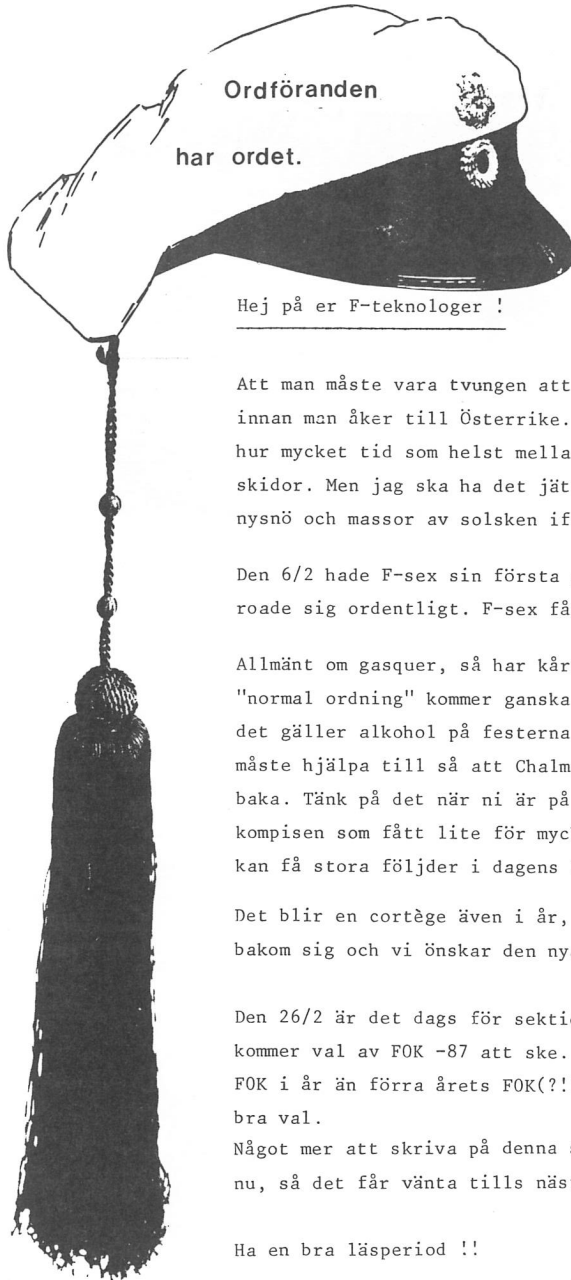 Ordföranden
har ordet.
Hej på er F-teknologer !
Att man måste vara tvungen att
innan man åker till Österrike.
hur mycket tid som helst mella
skidor. Men jag ska ha det jät
nysnö och massor av solsken if
Den 6/2 hade F-sex sin första
roade sig ordentligt. F-sex få
Allmänt om gasquer, så har kår
"normal ordning" kommer ganska
det gäller alkohol på festerna
måste hjälpa till så att Chalm
baka. Tänk på det när ni är på
kompisen som fått lite för myc
kan få stora följder i dagens
Det blir en cortège även i år,
bakom sig och vi önskar den ny
Den 26/2 är det dags för sekti
kommer val av FOK -87 att ske.
FOK i år än förra årets FOK(?!
bra val.
Något mer att skriva på denna
nu, så det får vänta tills näs
Ha en bra läsperiod !!